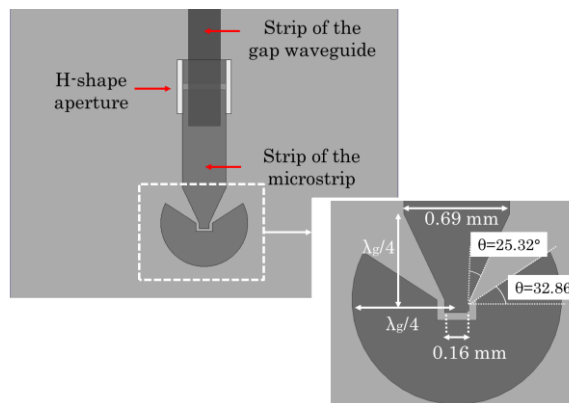 Strip of the
gap waveguide
H-shape
aperture
Strip of the
microstrip
0.69 mm
λg/4
θ=25.32°
θ=32.86
λg/4
0.16 mm